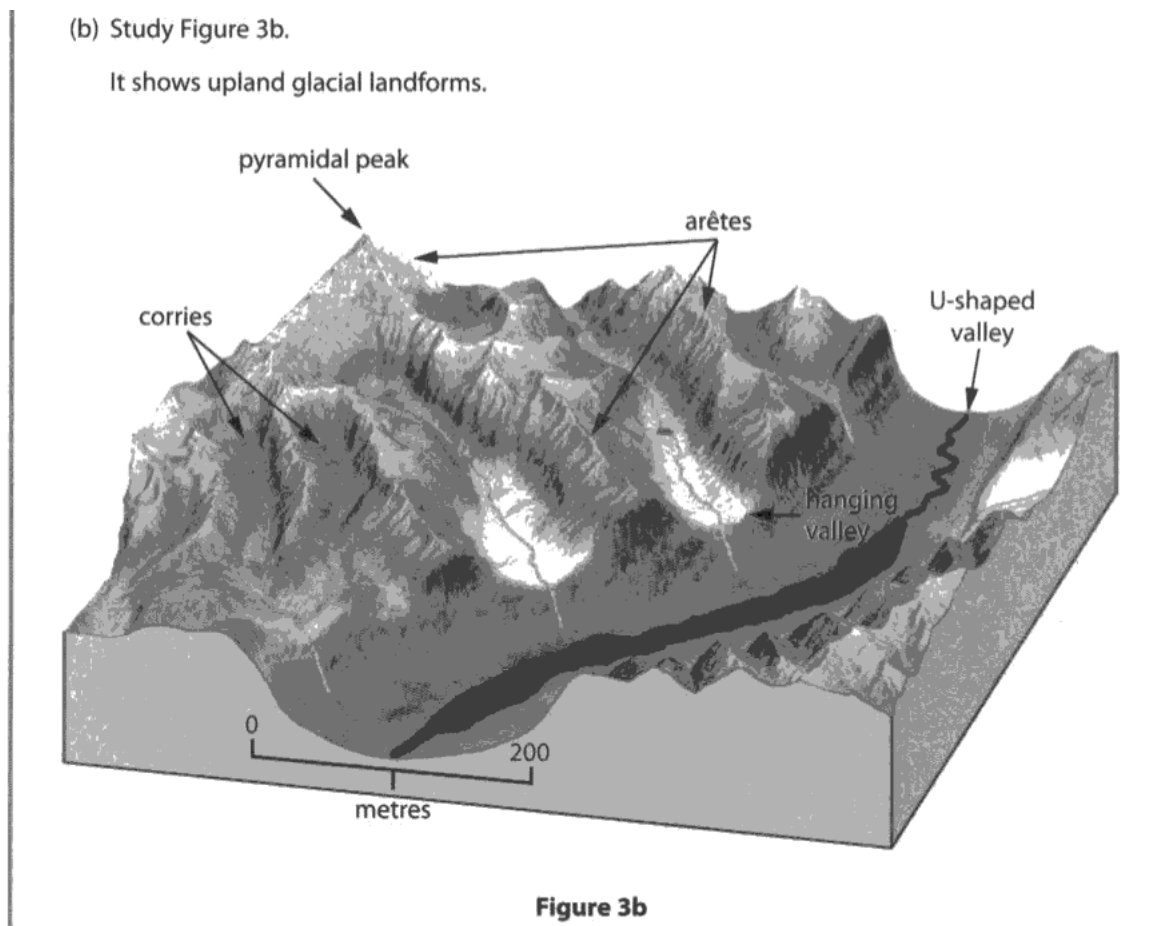 (b) Study Figure 3b.
It shows upland glacial landforms.
pyramidal peak
arêtes
corries
U-shaped
valley
hanging
valley
0
200
metres
Figure 3b